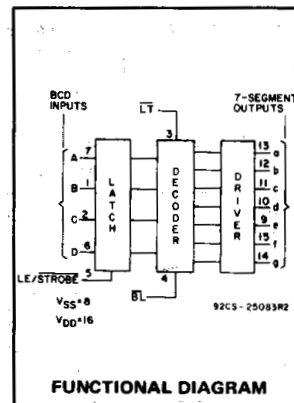 BCD INPUTS
7-SEGMENT OUTPUTS
LT
3
A 7
B 1
C 2
D 6
LE/STROBE
5
LATCH
DECODER
DRIVER
4
BL
13 a
12 b
11 c
10 d
9 e
15 f
14 g
VSS=8
VDD=16
92CS-25083R2
FUNCTIONAL DIAGRAM